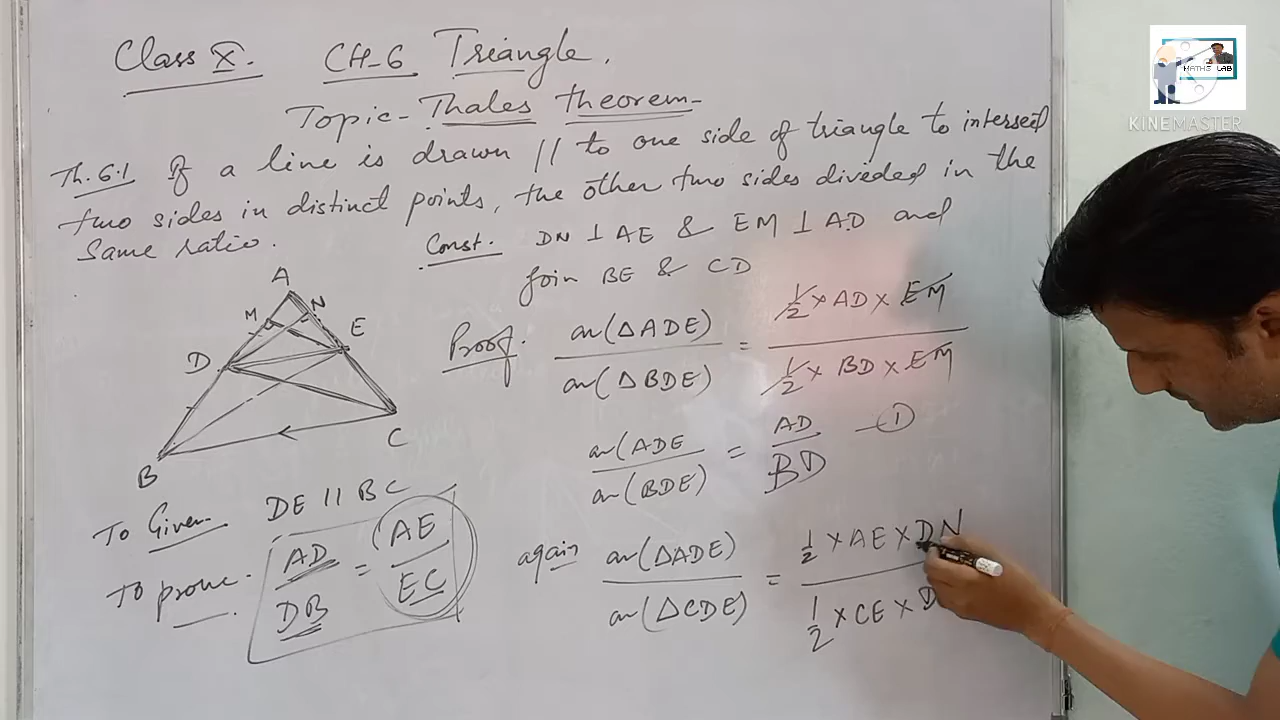 Class X. CH-6 Triangle.
Topic - Thales theorem -
Th. 6.1 If a line is drawn // to one side of triangle to intersect
two sides in distinct points, the other two sides divided in the
same ratio.
Const. DN ⊥ AE & EM ⊥ AD and
join BE & CD
A
M N
D E
B C
Proof. ar(ΔADE) / ar(ΔBDE) = 1/2 × AD × EM / 1/2 × BD × EM
ar(ADE / ar(BDE) = AD / BD — ①
To Given- DE || BC
To prove. AD / DB = (AE / EC
again ar(ΔADE) / ar(ΔCDE) = 1/2 × AE × DN / 1/2 × CE × D
MATHS LAB
KINEMASTER